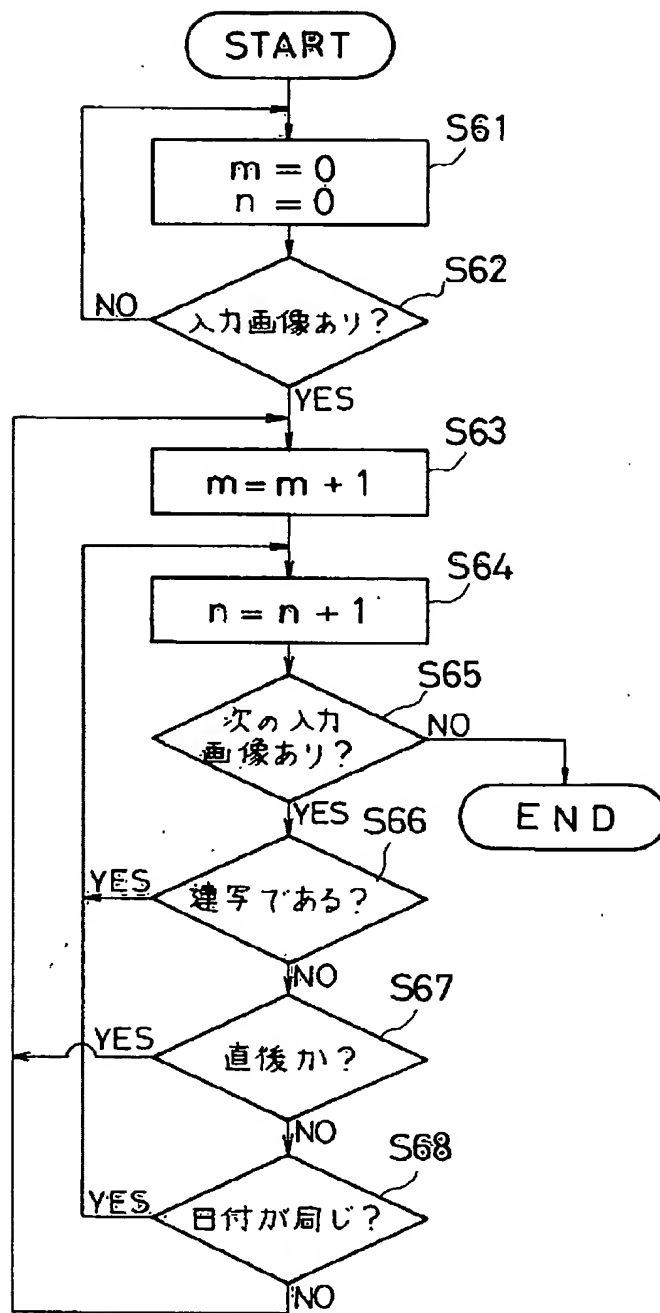 START
S61
m = 0
n = 0
S62
入力画像あり?
NO
YES
S63
m = m + 1
S64
n = n + 1
S65
次の入力
画像あり?
NO
END
YES
S66
建写である?
YES
NO
S67
直後か?
YES
NO
S68
日付が同じ?
YES
NO